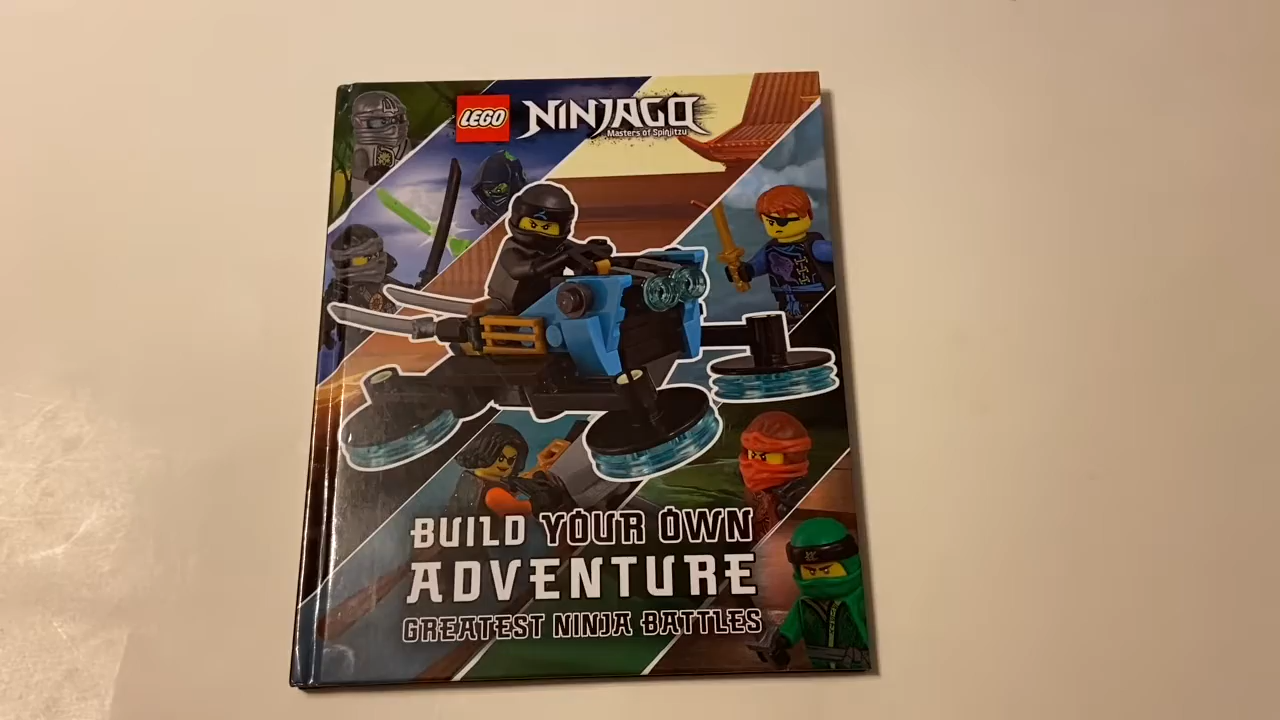 LEGO NINJAGO
Masters of Spinjitzu
BUILD YOUR OWN
ADVENTURE
GREATEST NINJA BATTLES